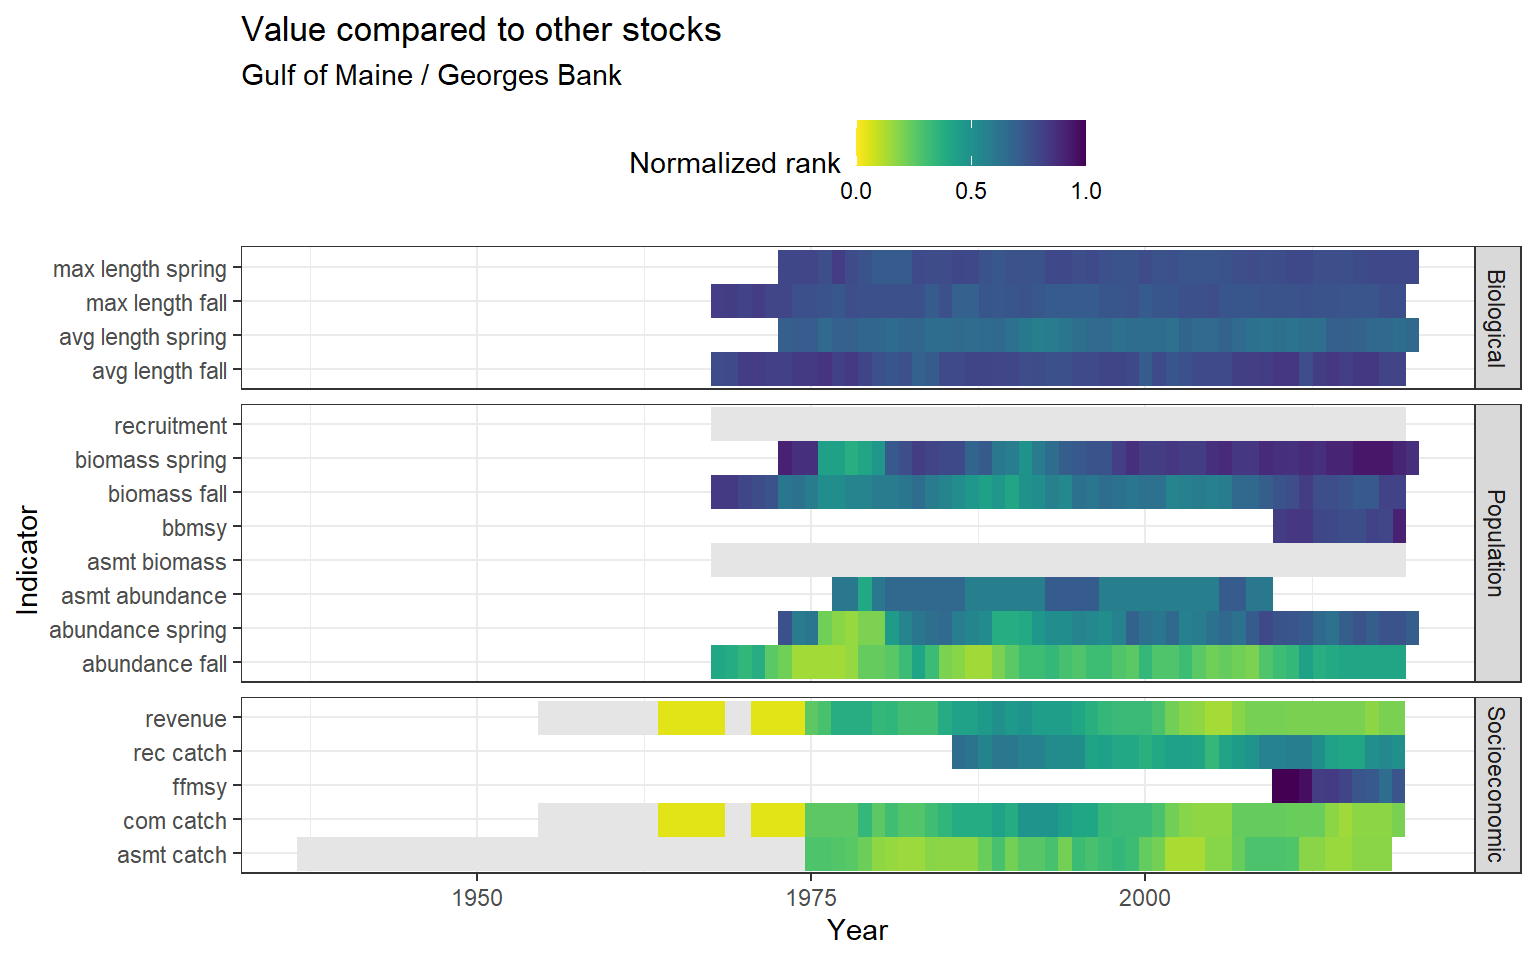 Value compared to other stocks
Gulf of Maine / Georges Bank
Normalized rank
0.0 0.5 1.0
max length spring
max length fall
avg length spring
avg length fall
Biological
recruitment
biomass spring
biomass fall
bbmsy
asmt biomass
asmt abundance
abundance spring
abundance fall
Population
revenue
rec catch
ffmsy
com catch
asmt catch
Socioeconomic
Indicator
1950 1975 2000
Year